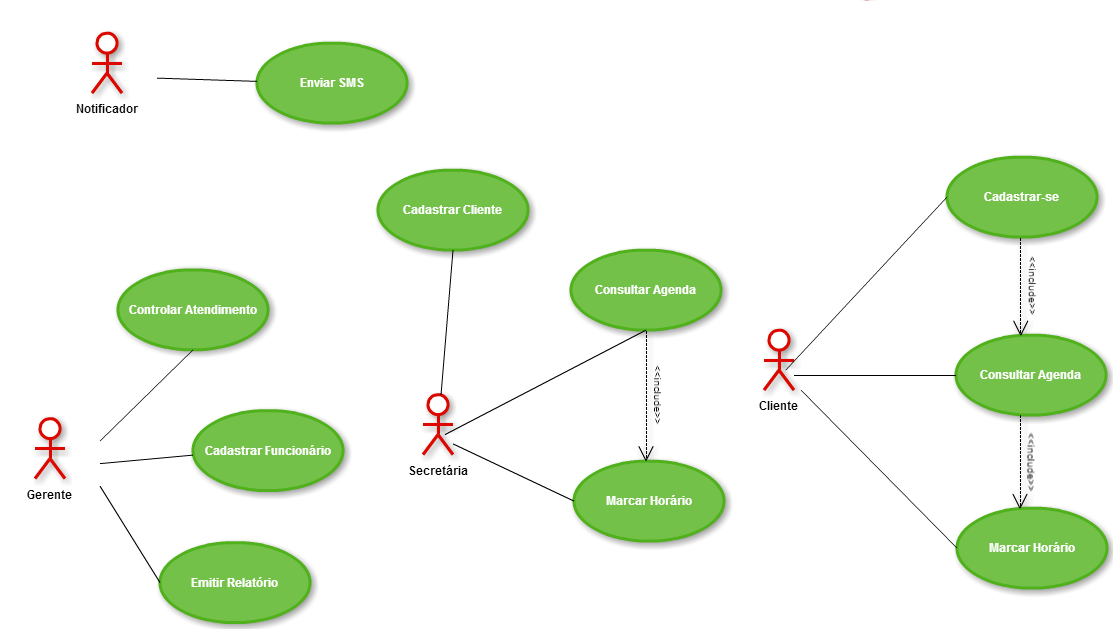 Enviar SMS
Notificador
Cadastrar Cliente
Cadastrar-se
<<include>>
Consultar Agenda
Controlar Atendimento
<<include>>
Consultar Agenda
Cliente
<<include>>
Cadastrar Funcionário
Secretária
Gerente
Marcar Horário
Marcar Horário
Emitir Relatório